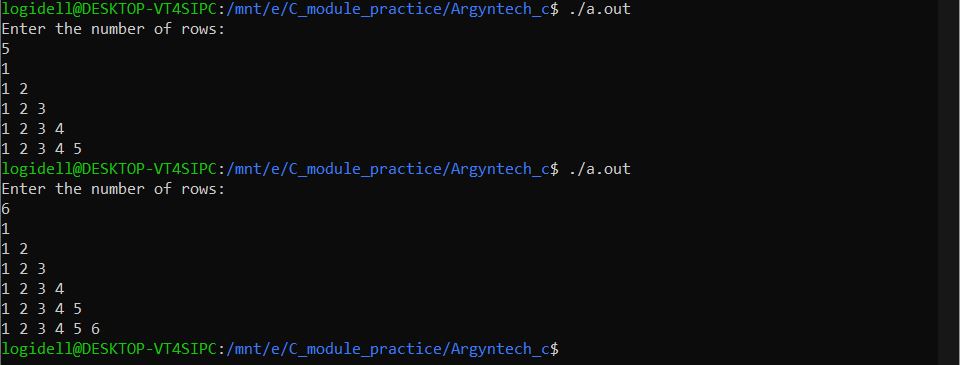 logidell@DESKTOP-VT4SIPC:/mnt/e/C_module_practice/Argyntech_c$ ./a.out
Enter the number of rows:
5
1
1 2
1 2 3
1 2 3 4
1 2 3 4 5
logidell@DESKTOP-VT4SIPC:/mnt/e/C_module_practice/Argyntech_c$ ./a.out
Enter the number of rows:
6
1
1 2
1 2 3
1 2 3 4
1 2 3 4 5
1 2 3 4 5 6
logidell@DESKTOP-VT4SIPC:/mnt/e/C_module_practice/Argyntech_c$